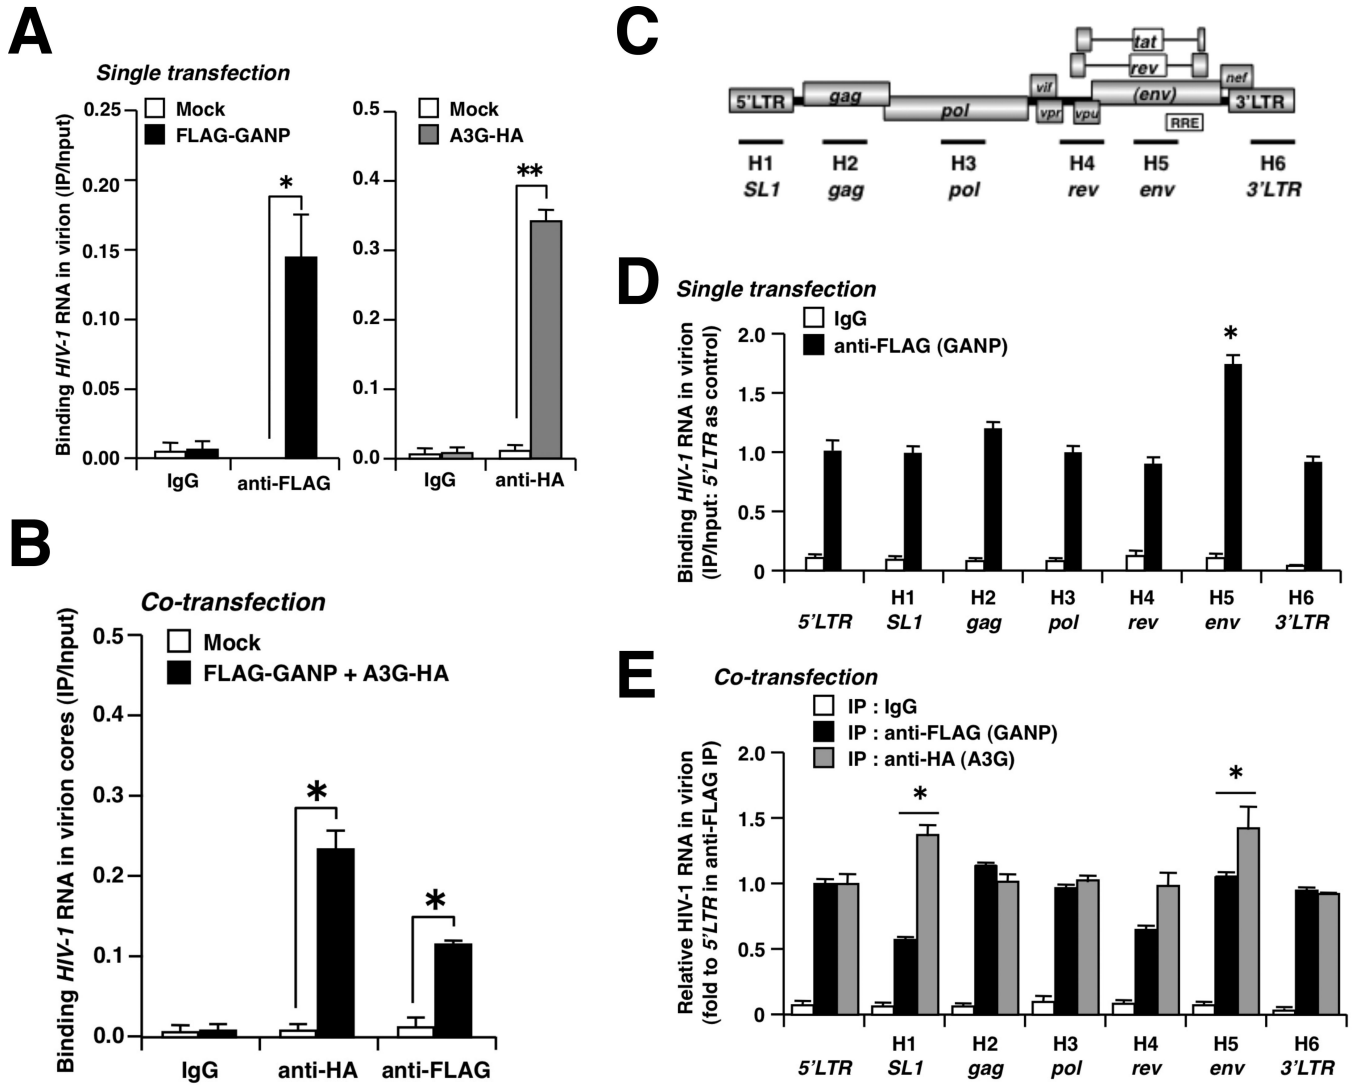 A
Single transfection
Mock
FLAG-GANP
Binding HIV-1 RNA in virion (IP/Input)
0.25
0.20
0.15
0.10
0.05
0.00
*
IgG
anti-FLAG
Mock
A3G-HA
0.5
0.4
0.3
0.2
0.1
0.0
**
IgG
anti-HA
B
Co-transfection
Mock
FLAG-GANP + A3G-HA
Binding HIV-1 RNA in virion cores (IP/Input)
0.5
0.4
0.3
0.2
0.1
0.0
*
*
IgG
anti-HA
anti-FLAG
C
tat
rev
5'LTR
gag
pol
vif
vpr
vpu
(env)
nef
3'LTR
RRE
H1 H2 H3 H4 H5 H6
SL1 gag pol rev env 3'LTR
D
Single transfection
IgG
anti-FLAG (GANP)
Binding HIV-1 RNA in virion
(IP/Input: 5'LTR as control)
2.0
1.5
1.0
0.5
0
*
H1 H2 H3 H4 H5 H6
5'LTR SL1 gag pol rev env 3'LTR
E
Co-transfection
IP : IgG
IP : anti-FLAG (GANP)
IP : anti-HA (A3G)
Relative HIV-1 RNA in virion
(fold to 5'LTR in anti-FLAG IP)
2.0
1.5
1.0
0.5
0
*
*
H1 H2 H3 H4 H5 H6
5'LTR SL1 gag pol rev env 3'LTR